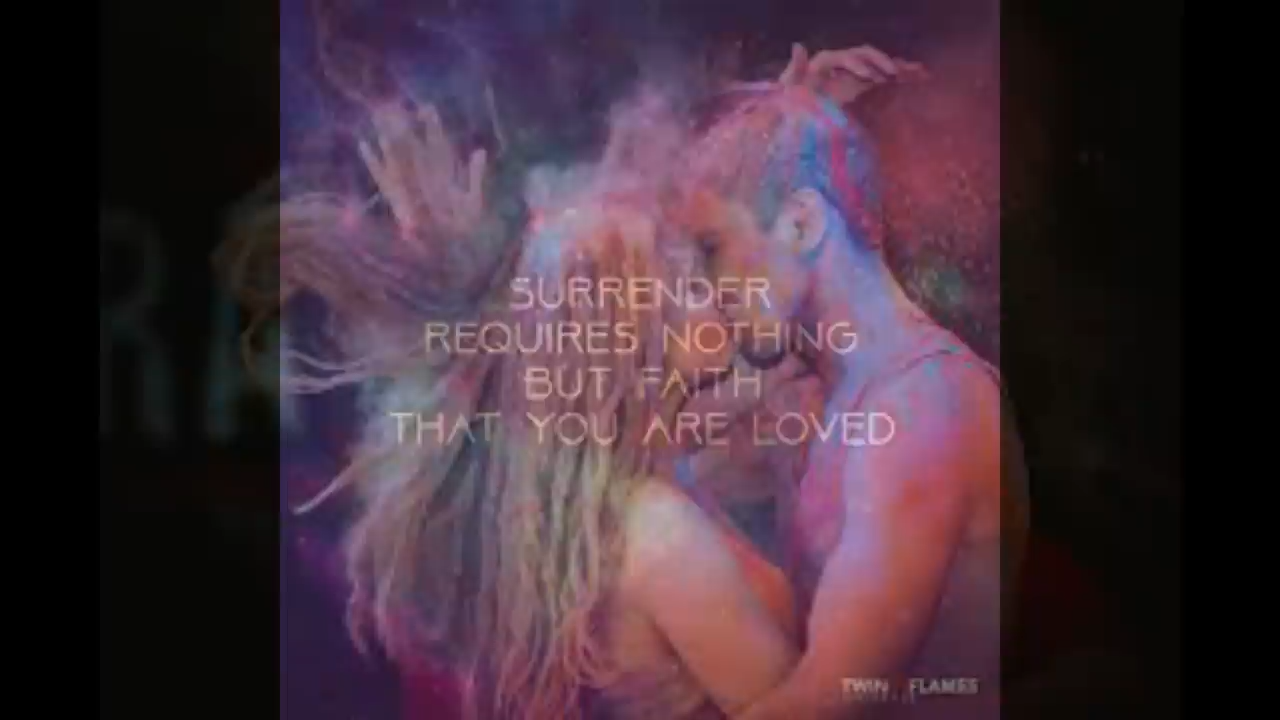 SURRENDER
REQUIRES NOTHING
BUT FAITH
THAT YOU ARE LOVED
TWIN FLAMES